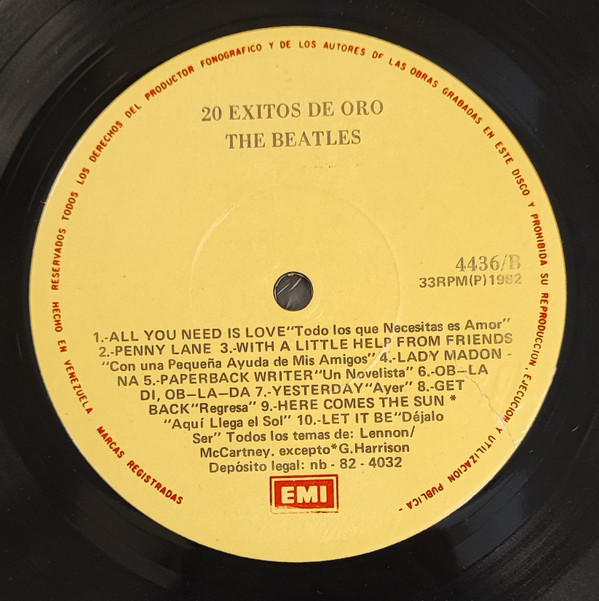 HECHO EN VENEZUELA RESERVADOS TODOS LOS DERECHOS DEL PRODUCTOR FONOGRAFICO Y DE LOS AUTORES DE LAS OBRAS GRABADAS EN ESTE DISCO Y PROHIBIDA SU REPRODUCCION, EJECUCION Y UTILIZACION PUBLICA -
20 EXITOS DE ORO
THE BEATLES
4436/B
33RPM(P)1982
1.-ALL YOU NEED IS LOVE"Todo los que Necesitas es Amor"
2.-PENNY LANE 3.-WITH A LITTLE HELP FROM FRIENDS
"Con una Pequeña Ayuda de Mis Amigos" 4.-LADY MADON -
NA 5.-PAPERBACK WRITER"Un Novelista" 6.-OB-LA
DI, OB-LA-DA 7.-YESTERDAY"Ayer" 8.-GET
BACK"Regresa" 9.-HERE COMES THE SUN *
"Aquí Llega el Sol" 10.-LET IT BE"Déjalo
Ser" Todos los temas de: Lennon/
McCartney. excepto*G.Harrison
Depósito legal: nb - 82 - 4032
EMI
MARCAS REGISTRADAS